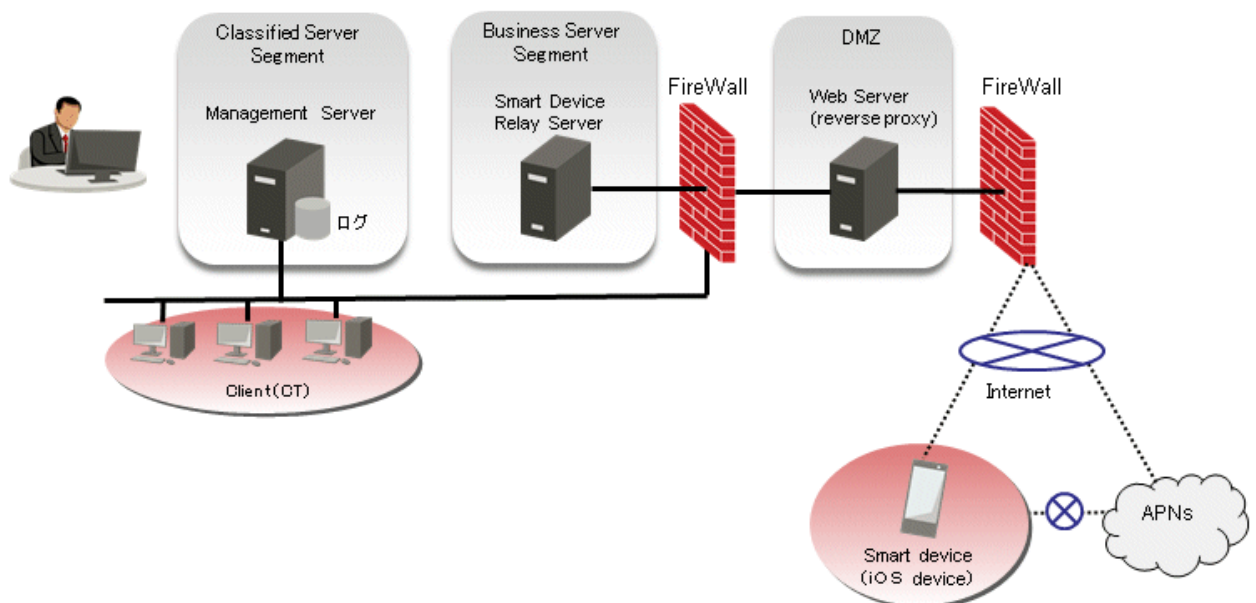 Classified Server
Segment
Management Server
ログ
Business Server
Segment
Smart Device
Relay Server
FireWall
DMZ
Web Server
(reverse proxy)
FireWall
Client(CT)
Internet
Smart device
(iOS device)
APNs